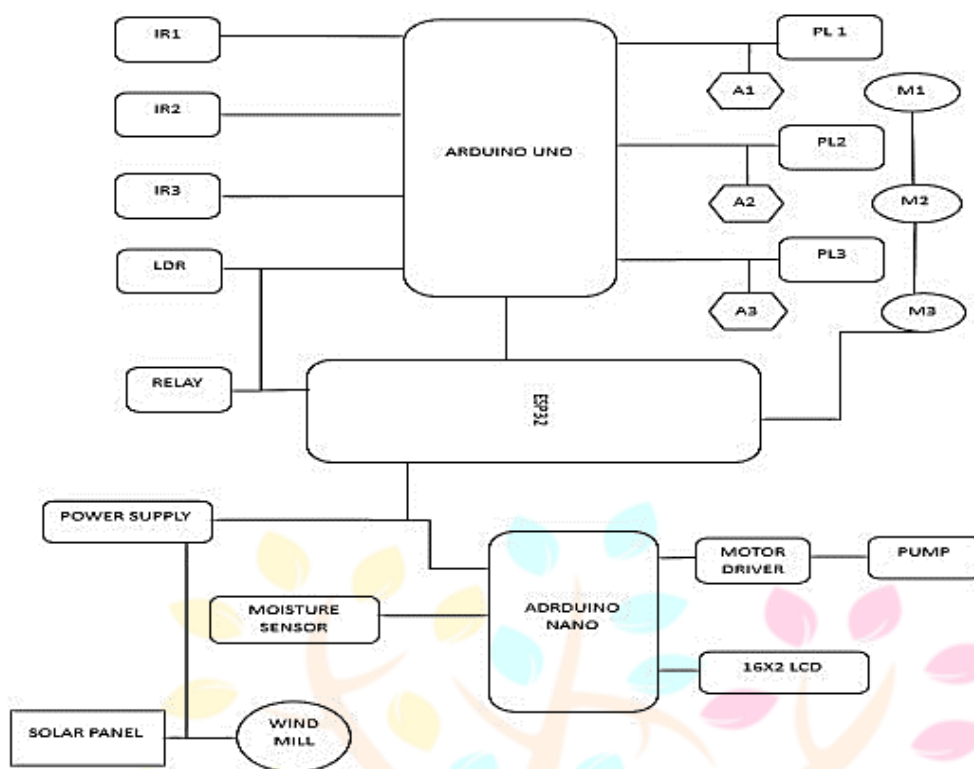 IR1
PL 1
A1
M1
IR2
ARDUINO UNO
PL2
IR3
A2
M2
LDR
PL3
A3
M3
RELAY
ESP32
POWER SUPPLY
MOTOR
DRIVER
PUMP
MOISTURE
SENSOR
ADRDUINO
NANO
16X2 LCD
SOLAR PANEL
WIND
MILL